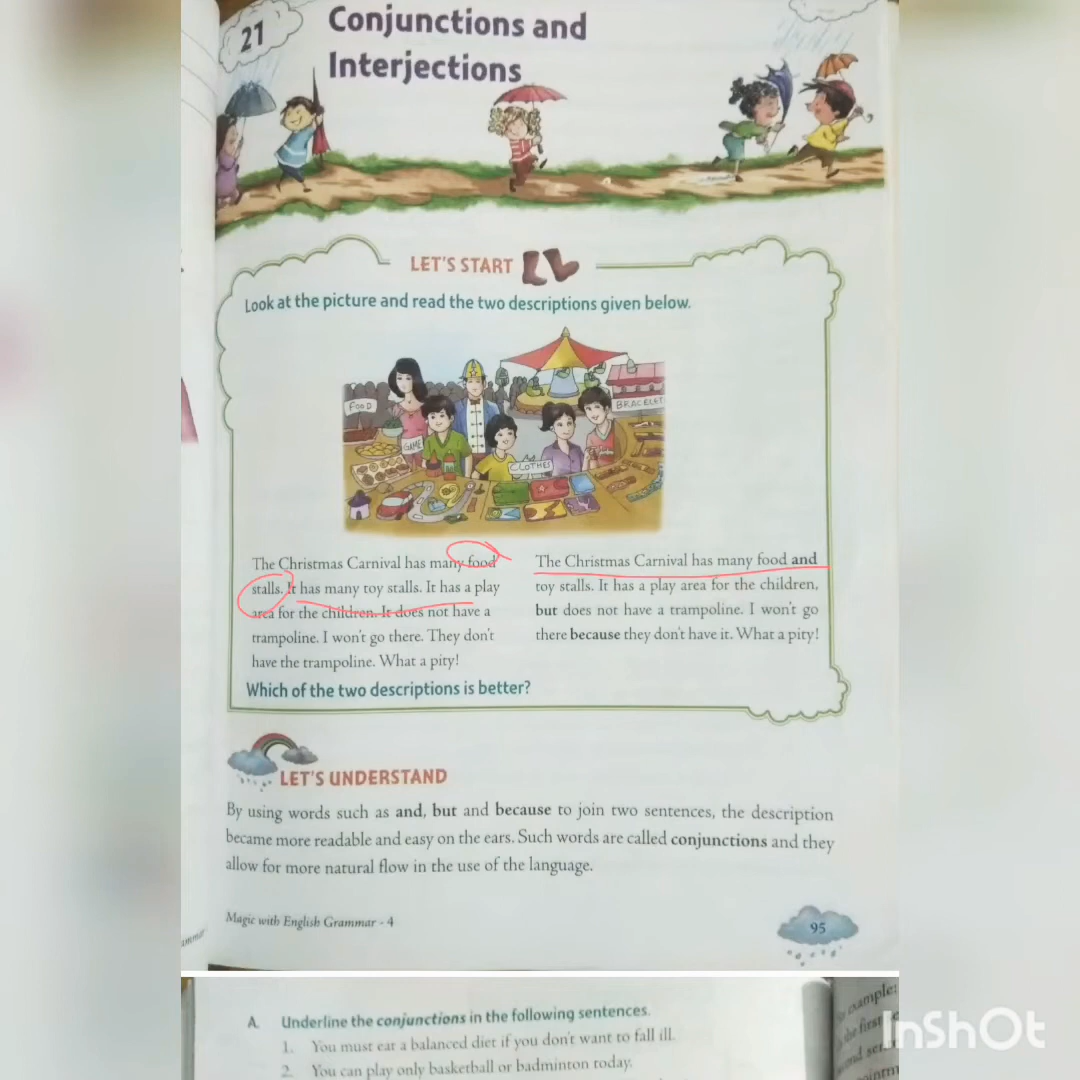 21
Conjunctions and
Interjections
LET'S START
Look at the picture and read the two descriptions given below.
FOOD
GAME
CLOTHES
BRACELET
The Christmas Carnival has many food
stalls. It has many toy stalls. It has a play
area for the children. It does not have a
trampoline. I won't go there. They don't
have the trampoline. What a pity!
The Christmas Carnival has many food and
toy stalls. It has a play area for the children,
but does not have a trampoline. I won't go
there because they don't have it. What a pity!
Which of the two descriptions is better?
LET'S UNDERSTAND
By using words such as and, but and because to join two sentences, the description
became more readable and easy on the ears. Such words are called conjunctions and they
allow for more natural flow in the use of the language.
Magic with English Grammar - 4
95
A. Underline the conjunctions in the following sentences.
1. You must eat a balanced diet if you don't want to fall ill.
2. You can play only basketball or badminton today.
example:
the first
InShOt